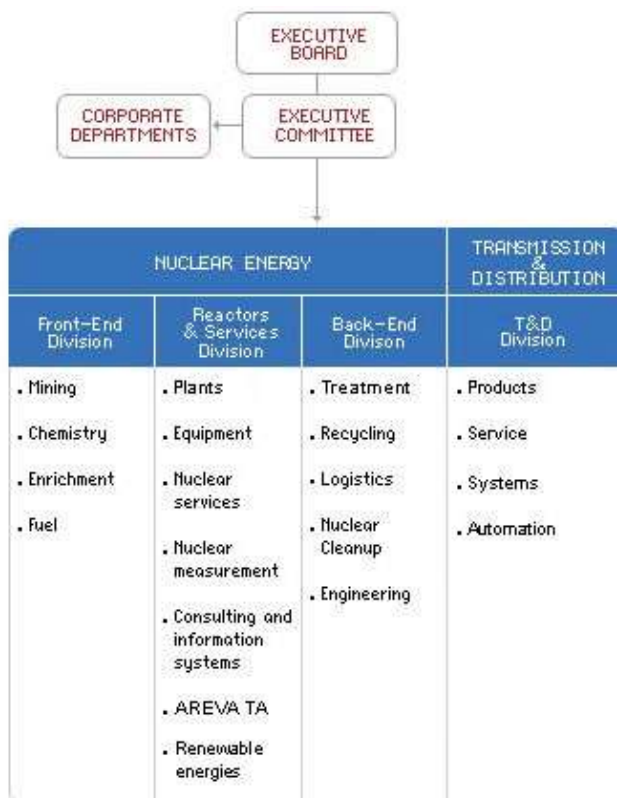 EXECUTIVE
BOARD
CORPORATE
DEPARTMENTS
EXECUTIVE
COMMITTEE
NUCLEAR ENERGY
TRANSMISSION
&
DISTRIBUTION
Front-End
Division
Reactors
& Services
Division
Back-End
Divison
T&D
Division
. Mining
. Chemistry
. Enrichment
. Fuel
. Plants
. Equipment
. Nuclear
services
. Nuclear
measurement
. Consulting and
information
systems
. AREVA TA
. Renewable
energies
. Treatment
. Recycling
. Logistics
. Nuclear
Cleanup
. Engineering
. Products
. Service
. Systems
. Automation